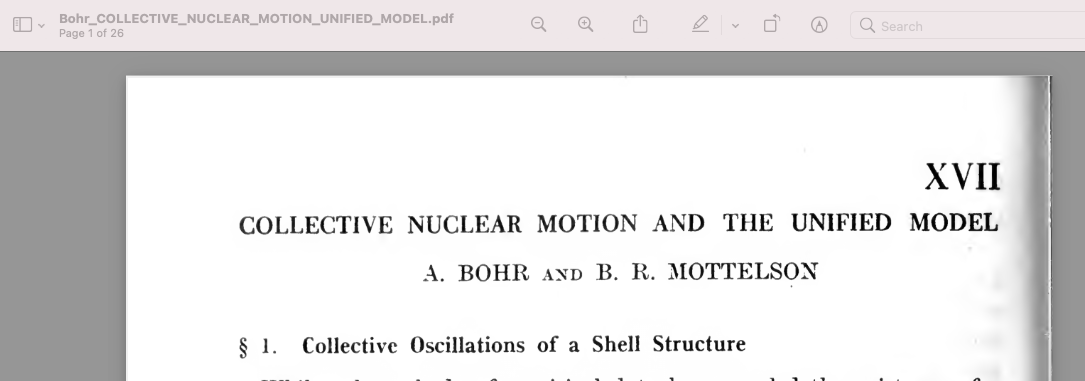 Bohr_COLLECTIVE_NUCLEAR_MOTION_UNIFIED_MODEL.pdf
Page 1 of 26
Search
XVII
COLLECTIVE NUCLEAR MOTION AND THE UNIFIED MODEL
A. BOHR AND B. R. MOTTELSON
§ 1. Collective Oscillations of a Shell Structure